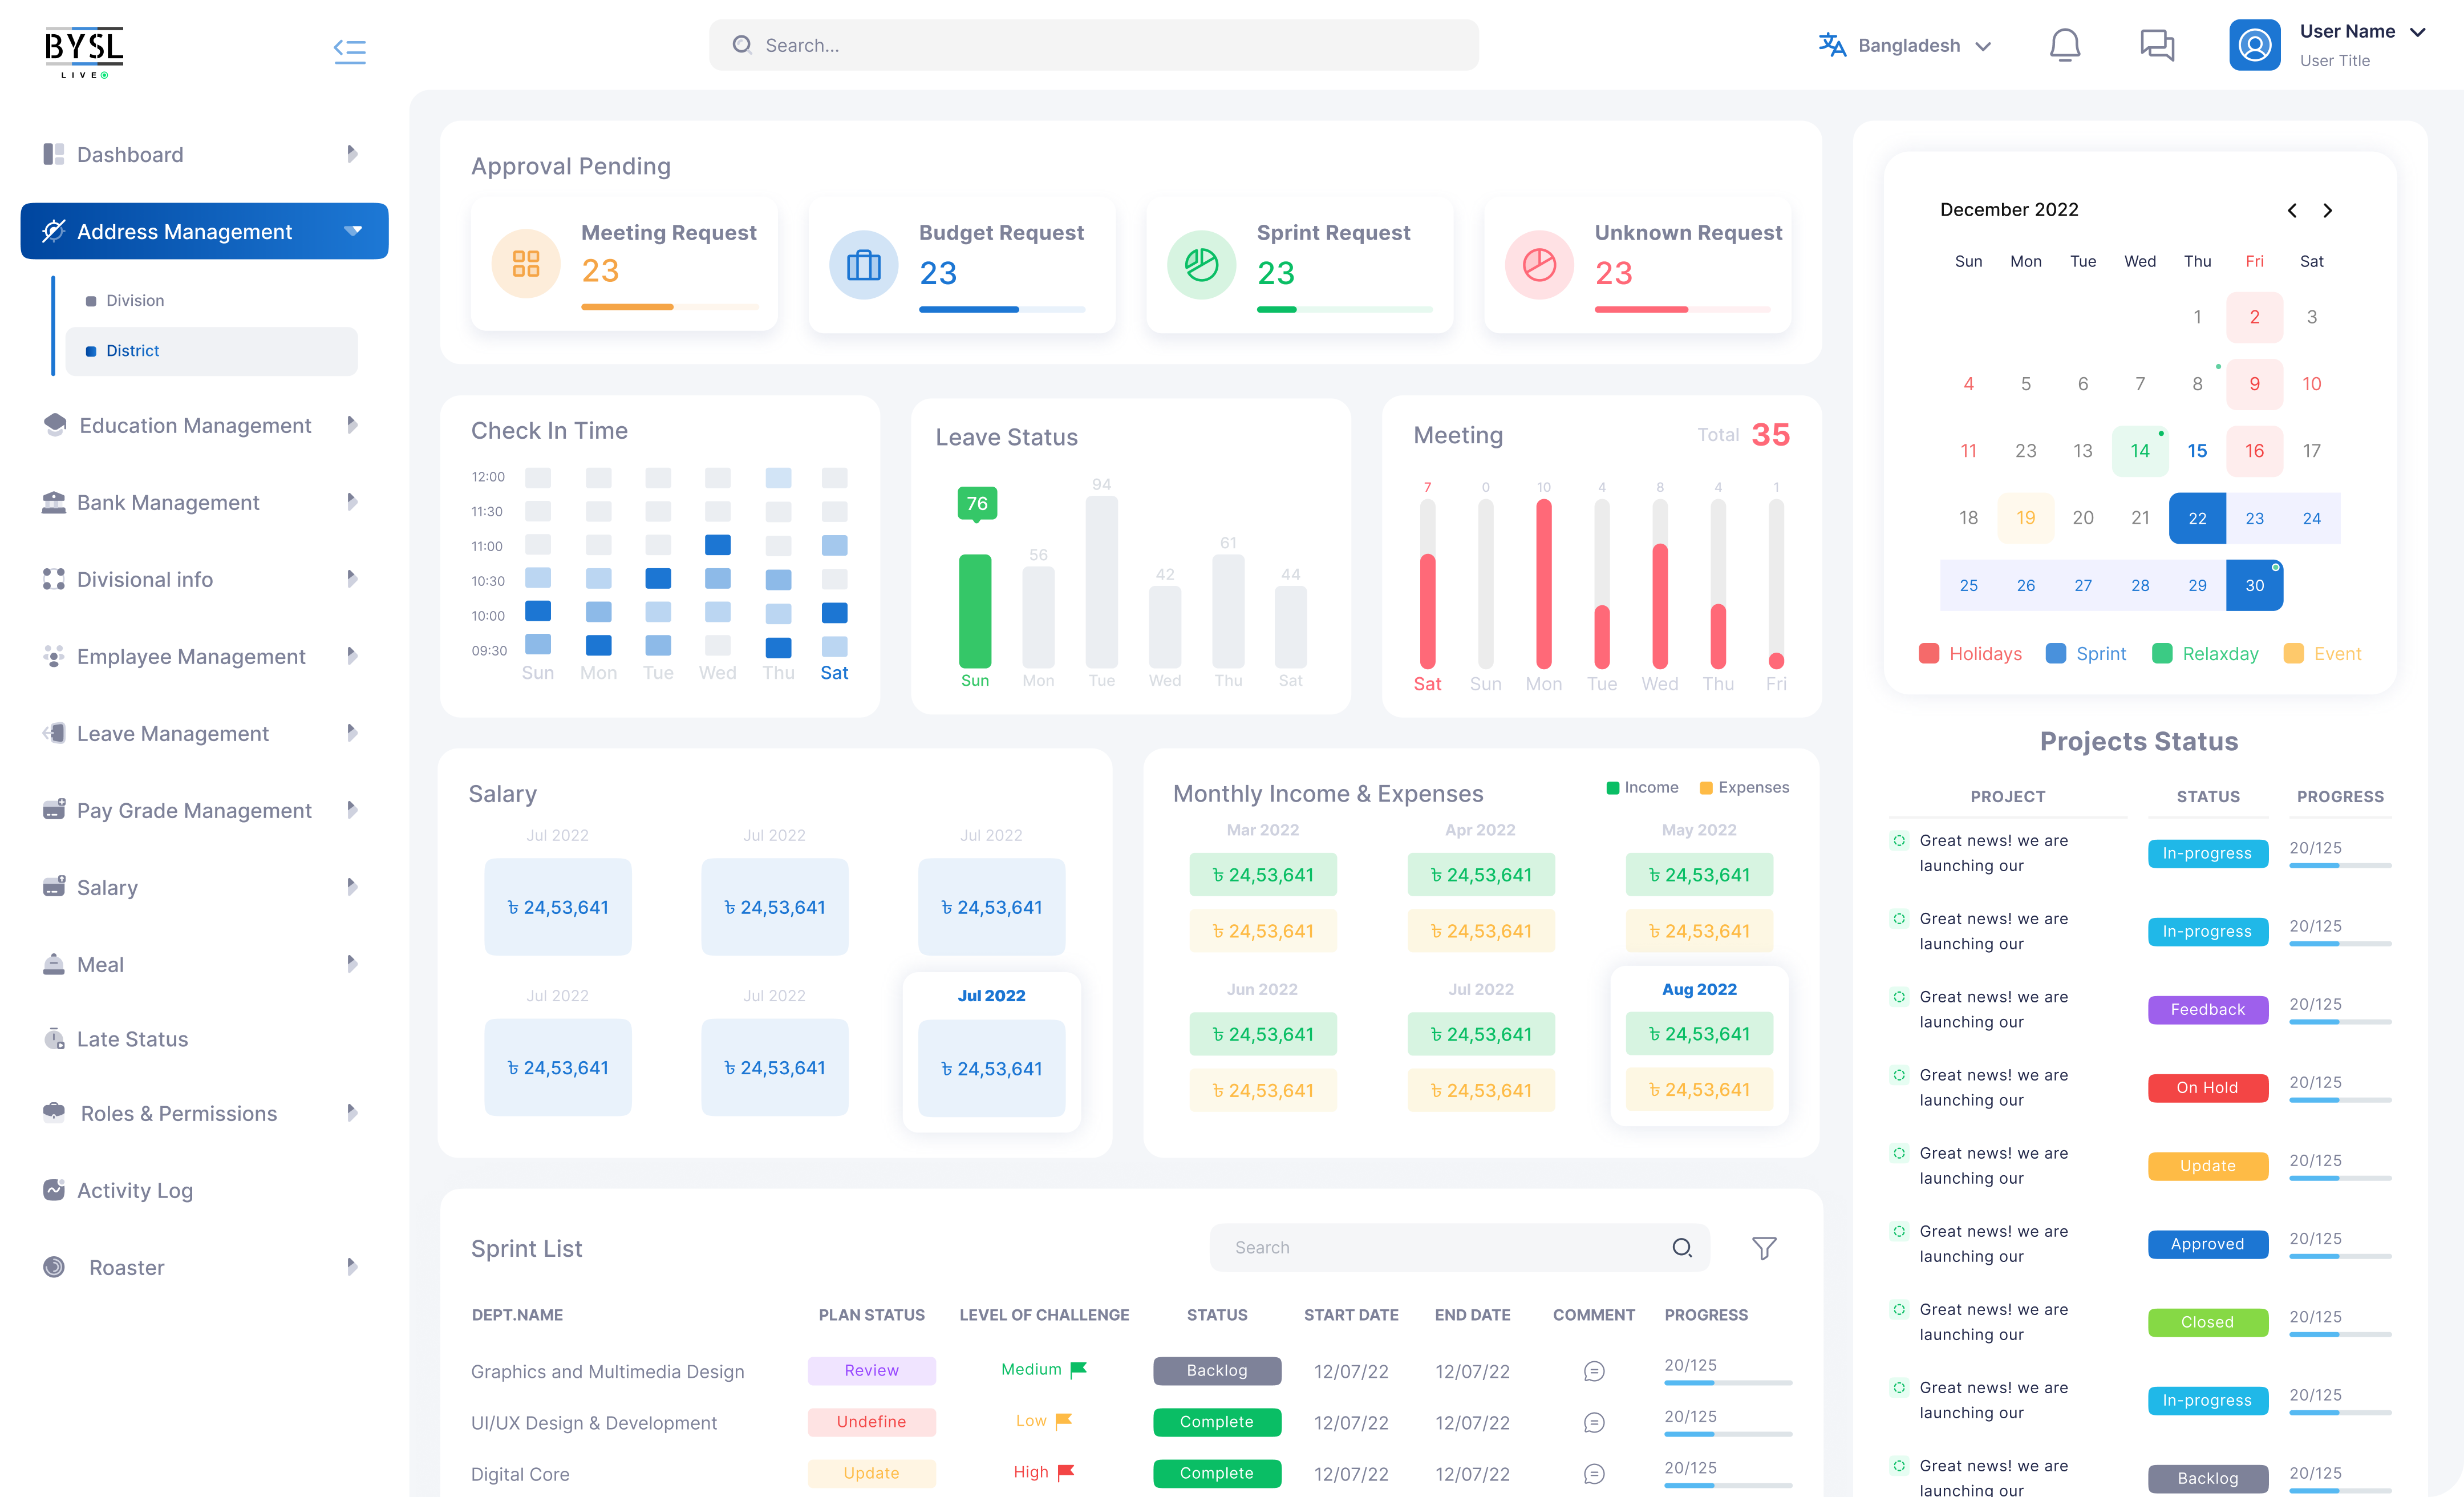 BYSL
LIVE
Search...
Bangladesh
User Name
User Title
Dashboard
Address Management
Division
District
Education Management
Bank Management
Divisional info
Employee Management
Leave Management
Pay Grade Management
Salary
Meal
Late Status
Roles & Permissions
Activity Log
Roaster
Approval Pending
Meeting Request
23
Budget Request
23
Sprint Request
23
Unknown Request
23
Check In Time
12:00
11:30
11:00
10:30
10:00
09:30
Sun Mon Tue Wed Thu Sat
Leave Status
76 56 94 42 61 44
Sun Mon Tue Wed Thu Sat
Meeting
Total 35
7 0 10 4 8 4 1
Sat Sun Mon Tue Wed Thu Fri
Salary
Jul 2022 Jul 2022 Jul 2022
৳ 24,53,641 ৳ 24,53,641 ৳ 24,53,641
Jul 2022 Jul 2022 Jul 2022
৳ 24,53,641 ৳ 24,53,641 ৳ 24,53,641
Monthly Income & Expenses
Income Expenses
Mar 2022 Apr 2022 May 2022
৳ 24,53,641 ৳ 24,53,641 ৳ 24,53,641
৳ 24,53,641 ৳ 24,53,641 ৳ 24,53,641
Jun 2022 Jul 2022 Aug 2022
৳ 24,53,641 ৳ 24,53,641 ৳ 24,53,641
৳ 24,53,641 ৳ 24,53,641 ৳ 24,53,641
Sprint List
Search
DEPT.NAME PLAN STATUS LEVEL OF CHALLENGE STATUS START DATE END DATE COMMENT PROGRESS
Graphics and Multimedia Design Review Medium Backlog 12/07/22 12/07/22 20/125
UI/UX Design & Development Undefine Low Complete 12/07/22 12/07/22 20/125
Digital Core Update High Complete 12/07/22 12/07/22 20/125
December 2022
Sun Mon Tue Wed Thu Fri Sat
1 2 3
4 5 6 7 8 9 10
11 23 13 14 15 16 17
18 19 20 21 22 23 24
25 26 27 28 29 30
Holidays Sprint Relaxday Event
Projects Status
PROJECT STATUS PROGRESS
Great news! we are
launching our
In-progress 20/125
Great news! we are
launching our
In-progress 20/125
Great news! we are
launching our
Feedback 20/125
Great news! we are
launching our
On Hold 20/125
Great news! we are
launching our
Update 20/125
Great news! we are
launching our
Approved 20/125
Great news! we are
launching our
Closed 20/125
Great news! we are
launching our
In-progress 20/125
Great news! we are
launching our
Backlog 20/125